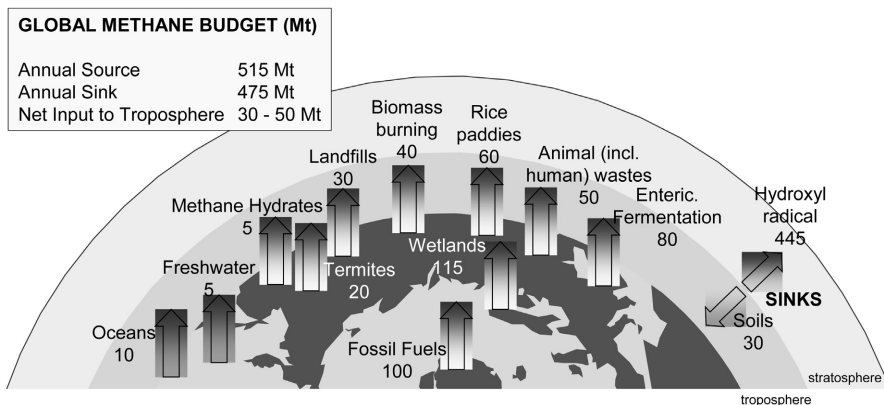 GLOBAL METHANE BUDGET (Mt)
Annual Source 515 Mt
Annual Sink 475 Mt
Net Input to Troposphere 30 - 50 Mt
Biomass
burning
40
Rice
paddies
60
Landfills
30
Animal (incl.
human) wastes
50
Enteric.
Fermentation
80
Hydroxyl
radical
445
Methane Hydrates
5
Wetlands
115
Termites
20
Freshwater
5
SINKS
Soils
30
Oceans
10
Fossil Fuels
100
stratosphere
troposphere